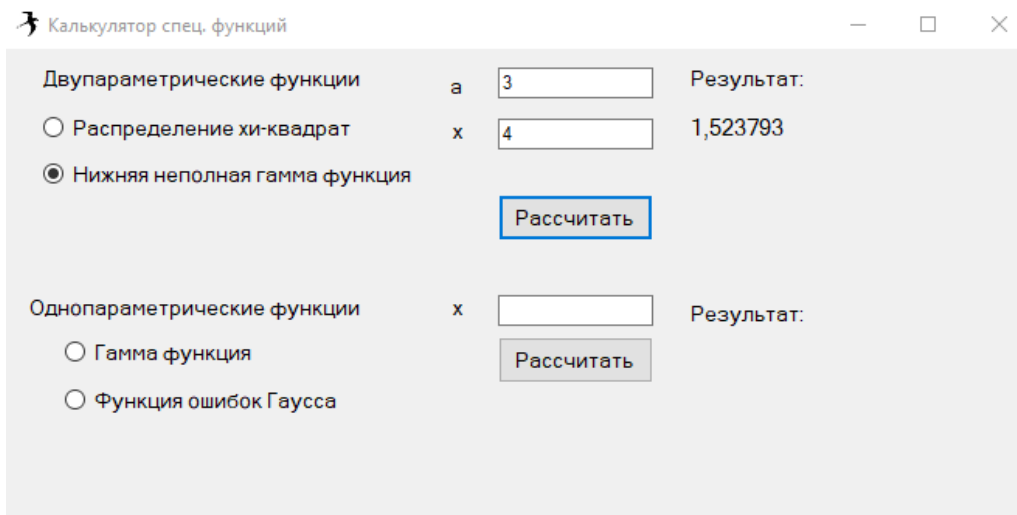 Калькулятор спец. функций
Двупараметрические функции
a
3
Результат:
Распределение хи-квадрат
x
4
1,523793
Нижняя неполная гамма функция
Рассчитать
Однопараметрические функции
x
Результат:
Гамма функция
Рассчитать
Функция ошибок Гаусса